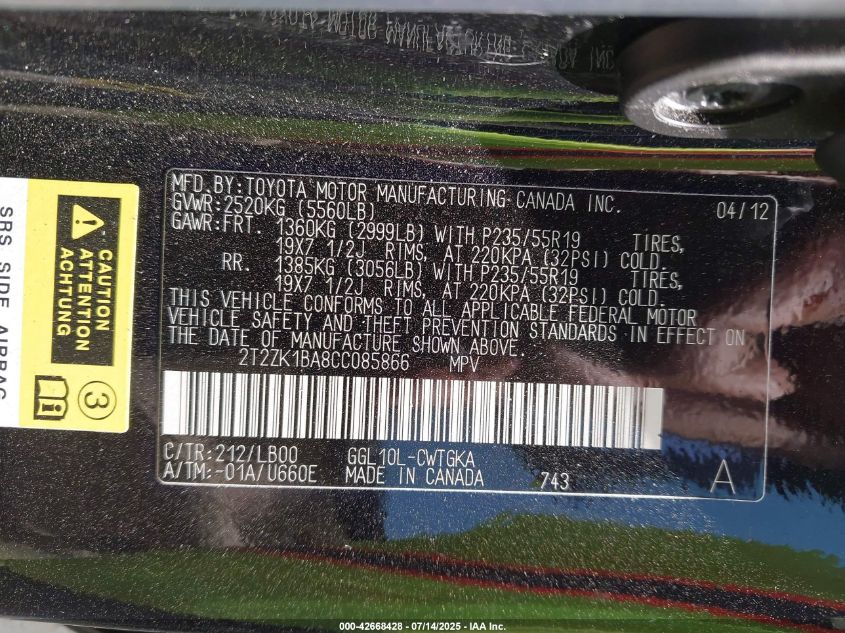 MFD. BY: TOYOTA MOTOR MANUFACTURING CANADA INC. 04/12
GVWR: 2520KG (5560LB)
GAWR: FRT. 1360KG (2999LB) WITH P235/55R19 TIRES,
19X7 1/2J RIMS, AT 220KPA (32PSI) COLD.
RR. 1385KG (3056LB) WITH P235/55R19 TIRES,
19X7 1/2J RIMS, AT 220KPA (32PSI) COLD.
THIS VEHICLE CONFORMS TO ALL APPLICABLE FEDERAL MOTOR
VEHICLE SAFETY AND THEFT PREVENTION STANDARDS IN EFFECT ON
THE DATE OF MANUFACTURE SHOWN ABOVE.
2T2ZK1BA8CC085866 MPV
C/TR: 212/LB00 GGL10L-CWTGKA
A/TM: -01A/U660E MADE IN CANADA 743 A
CAUTION
ATTENTION
ACHTUNG
3
SRS SIDE AIRBAG
000-42668428 - 07/14/2025 - IAA Inc.